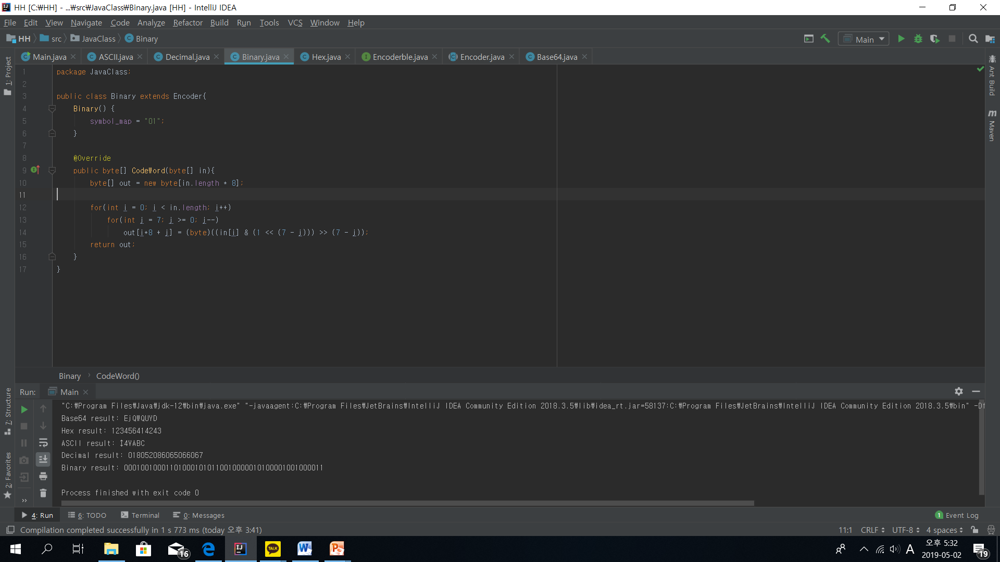 HH [C:₩HH] - ...₩src₩JavaClass₩Binary.java [HH] - IntelliJ IDEA
File Edit View Navigate Code Analyze Refactor Build Run Tools VCS Window Help
HH src JavaClass Binary Main
Main.java ASCII.java Decimal.java Binary.java Hex.java Encoderble.java Encoder.java Base64.java
1: Project
Ant Build
Maven
1 package JavaClass;
2
3 public class Binary extends Encoder{
4 Binary() {
5 symbol_map = "01";
6 }
7
8 @Override
9 public byte[] CodeWord(byte[] in){
10 byte[] out = new byte[in.length * 8];
11
12 for(int i = 0; i < in.length; i++)
13 for(int j = 7; j >= 0; j--)
14 out[i*8 + j] = (byte)((in[i] & (1 << (7 - j))) >> (7 - j));
15 return out;
16 }
17 }
Binary CodeWord()
7: Structure
2: Favorites
Run: Main
"C:₩Program Files₩Java₩jdk-12₩bin₩java.exe" "-javaagent:C:₩Program Files₩JetBrains₩IntelliJ IDEA Community Edition 2018.3.5₩lib₩idea_rt.jar=58137:C:₩Program Files₩JetBrains₩IntelliJ IDEA Community Edition 2018.3.5₩bin" -Df
Base64 result: EjQWQUYD
Hex result: 123456414243
ASCII result: ↕4VABC
Decimal result: 018052086065066067
Binary result: 000100100011010001010110010000010100001001000011
Process finished with exit code 0
4: Run 6: TODO Terminal 0: Messages 1 Event Log
Compilation completed successfully in 1 s 773 ms (today 오후 3:41) 11:1 CRLF UTF-8 4 spaces
16 IJ TALK A 오후 5:32
2019-05-02 19